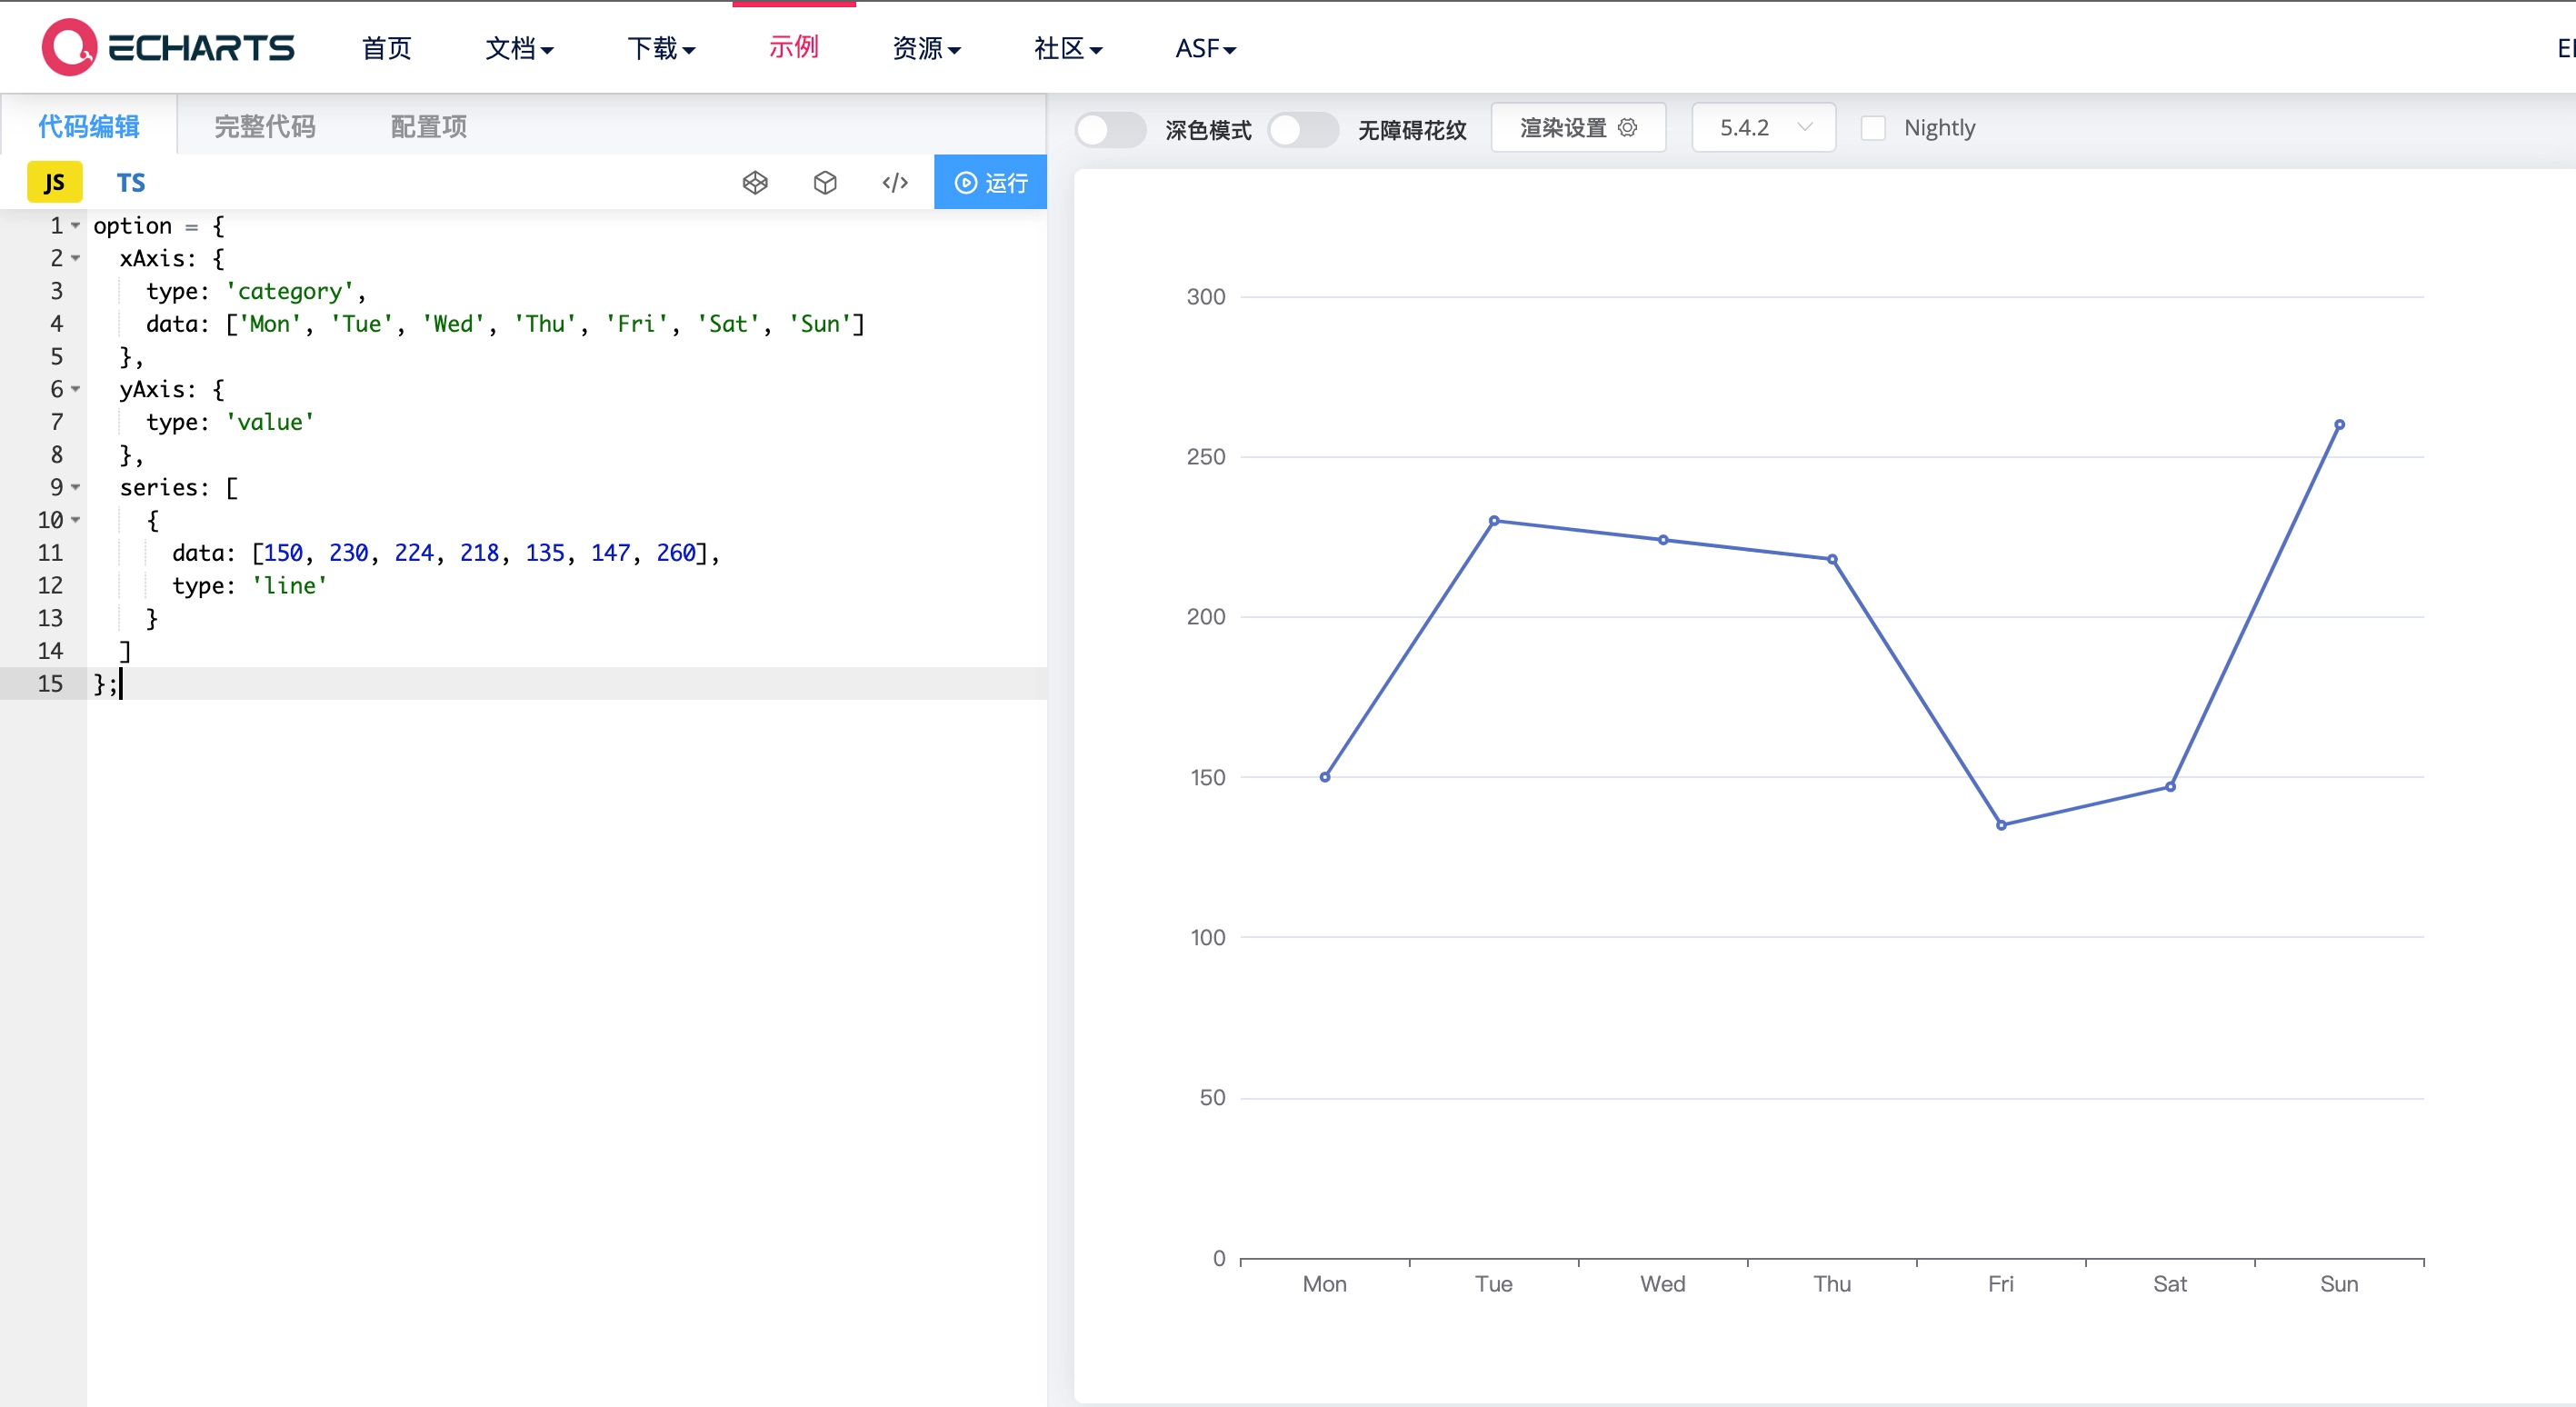 ECHARTS 首页 文档 下载 示例 资源 社区 ASF
代码编辑 完整代码 配置项
JS TS 运行
1 option = {
2 xAxis: {
3 type: 'category',
4 data: ['Mon', 'Tue', 'Wed', 'Thu', 'Fri', 'Sat', 'Sun']
5 },
6 yAxis: {
7 type: 'value'
8 },
9 series: [
10 {
11 data: [150, 230, 224, 218, 135, 147, 260],
12 type: 'line'
13 }
14 ]
15 };
深色模式 无障碍花纹 渲染设置 5.4.2 Nightly
300
250
200
150
100
50
0
Mon Tue Wed Thu Fri Sat Sun